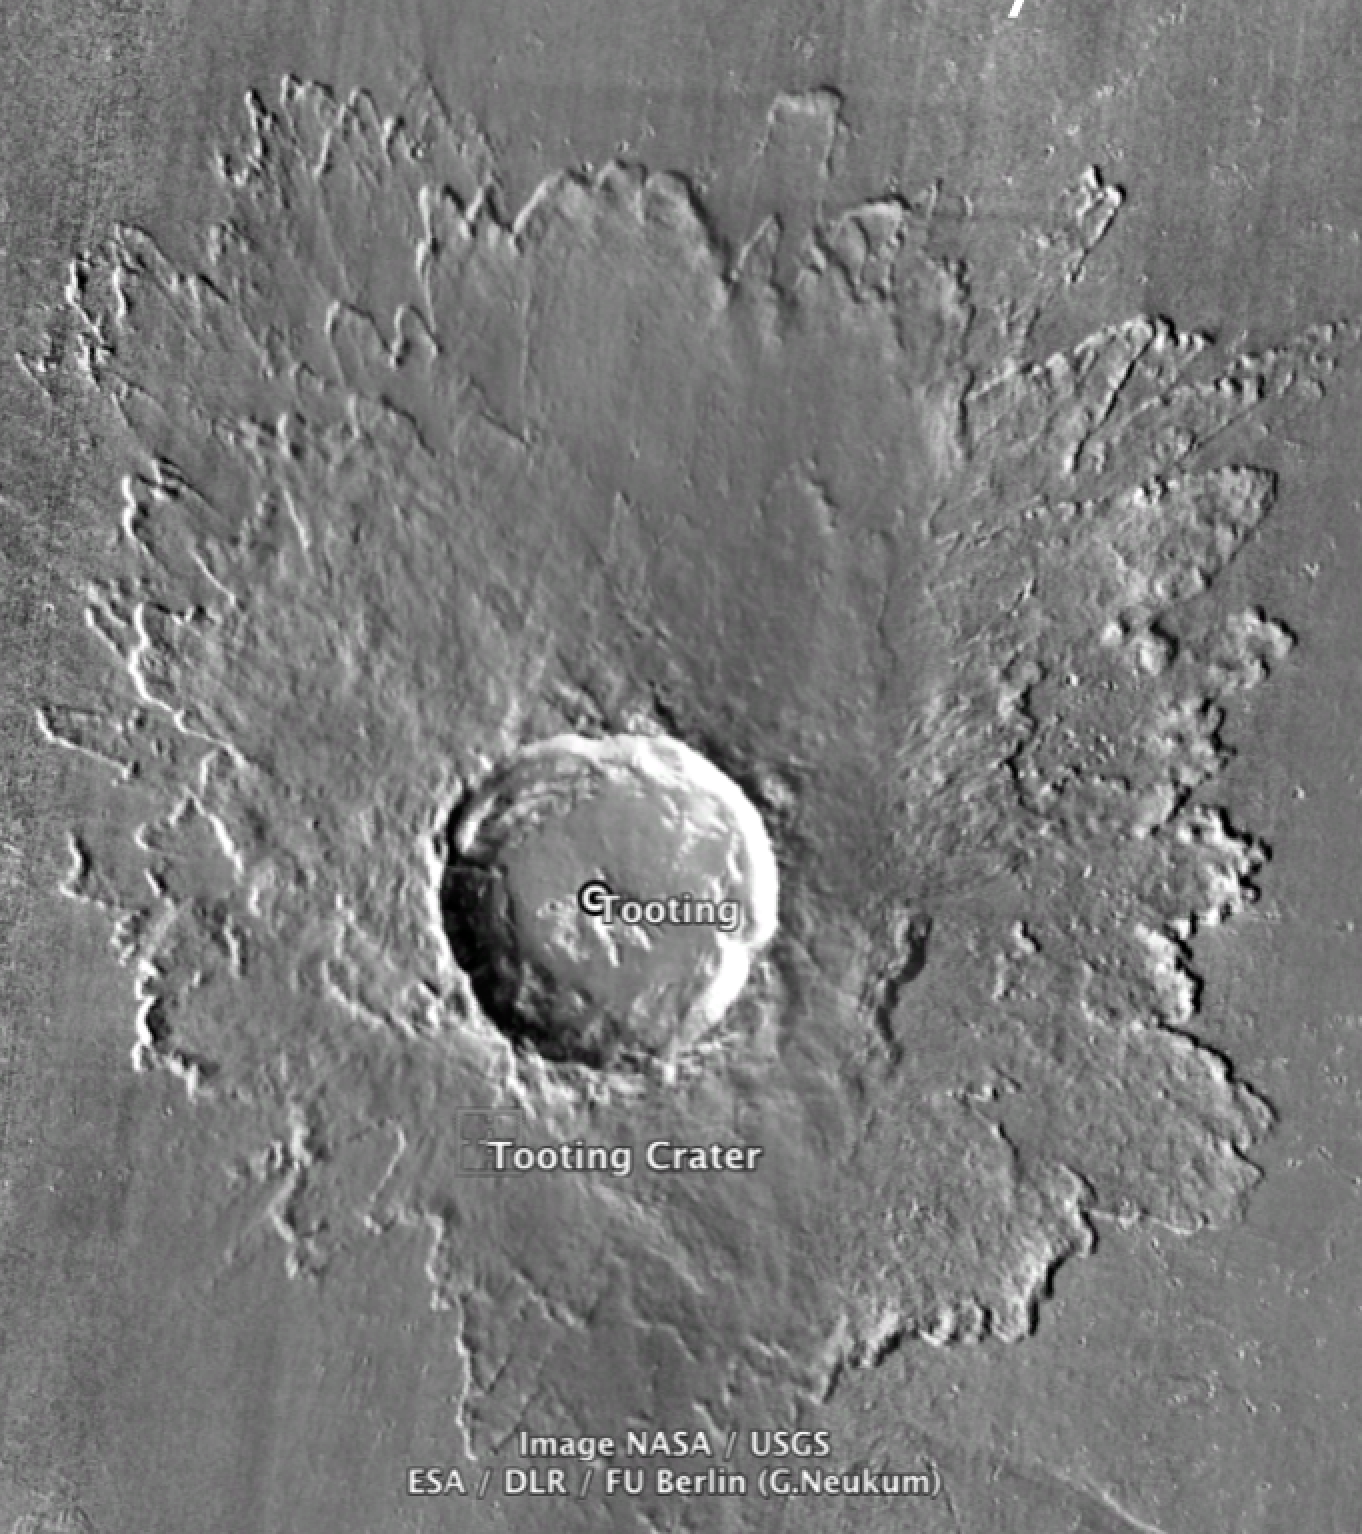 Tooting
Tooting Crater
Image NASA / USGS
ESA / DLR / FU Berlin (G.Neukum)